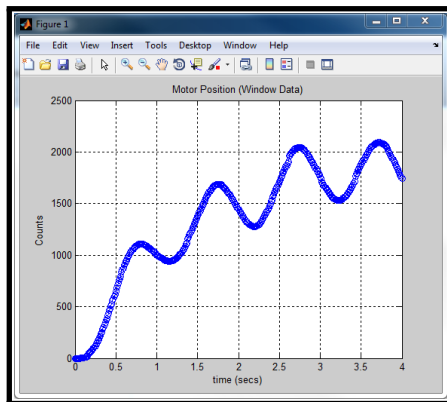 Figure 1
File Edit View Insert Tools Desktop Window Help
Motor Position (Window Data)
2500
2000
1500
1000
500
0
Counts
0 0.5 1 1.5 2 2.5 3 3.5 4
time (secs)